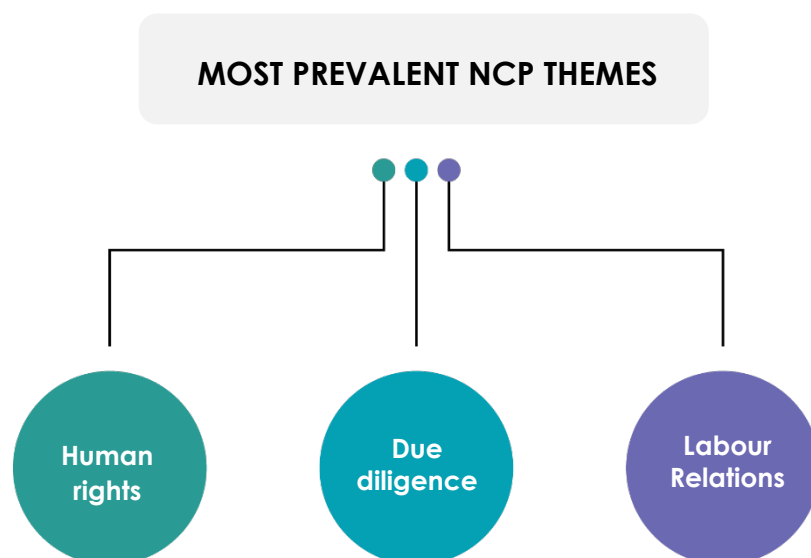 MOST PREVALENT NCP THEMES
Human
rights
Due
diligence
Labour
Relations